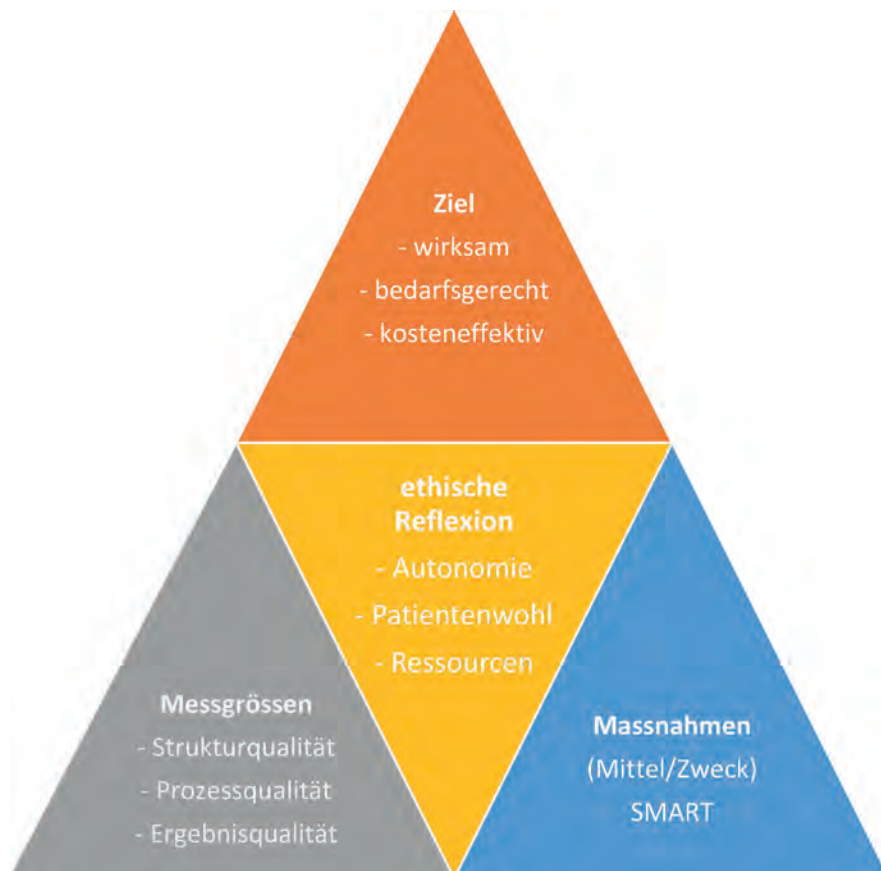 Ziel
- wirksam
- bedarfsgerecht
- kosteneffektiv
ethische
Reflexion
- Autonomie
- Patientenwohl
- Ressourcen
Messgrössen
- Strukturqualität
- Prozessqualität
- Ergebnisqualität
Massnahmen
(Mittel/Zweck)
SMART